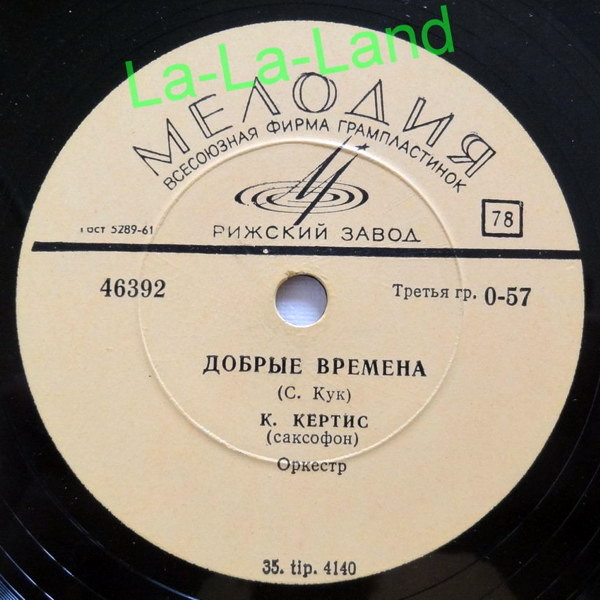 La-La-Land
МЕЛОДИЯ
ВСЕСОЮЗНАЯ ФИРМА ГРАМПЛАСТИНОК
ГОСТ 5289-61
РИЖСКИЙ ЗАВОД
78
46392
Третья гр. 0-57
ДОБРЫЕ ВРЕМЕНА
(С. Кук)
К. КЕРТИС
(саксофон)
Оркестр
35. tip. 4140